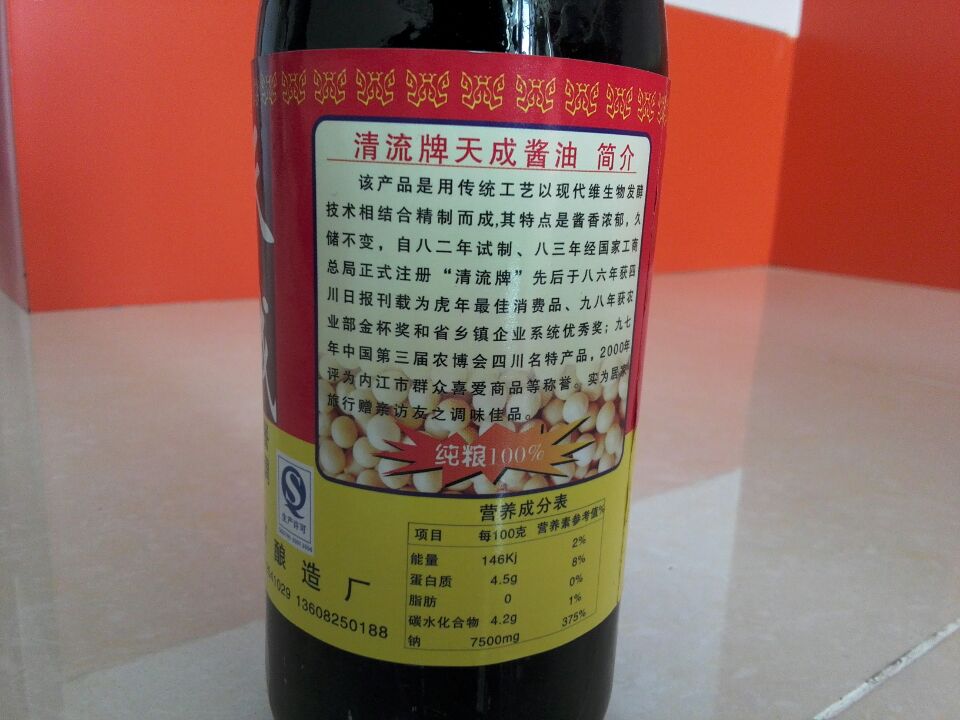 清流牌天成酱油 简介
该产品是用传统工艺以现代维生物发酵
技术相结合精制而成,其特点是酱香浓郁，久
储不变，自八二年试制、八三年经国家工商
总局正式注册“清流牌”先后于八六年获四
川日报刊载为虎年最佳消费品、九八年获农
业部金杯奖和省乡镇企业系统优秀奖；九七
年中国第三届农博会四川名特产品，2000年
评为内江市群众喜爱商品等称誉。实为居家
旅行赠亲访友之调味佳品。
纯粮100%
营养成分表
项目 每100克 营养素参考值%
能量 146Kj 2%
蛋白质 4.5g 8%
脂肪 0 0%
碳水化合物 4.2g 1%
钠 7500mg 375%
生产许可
酿造厂
641029 13608250188